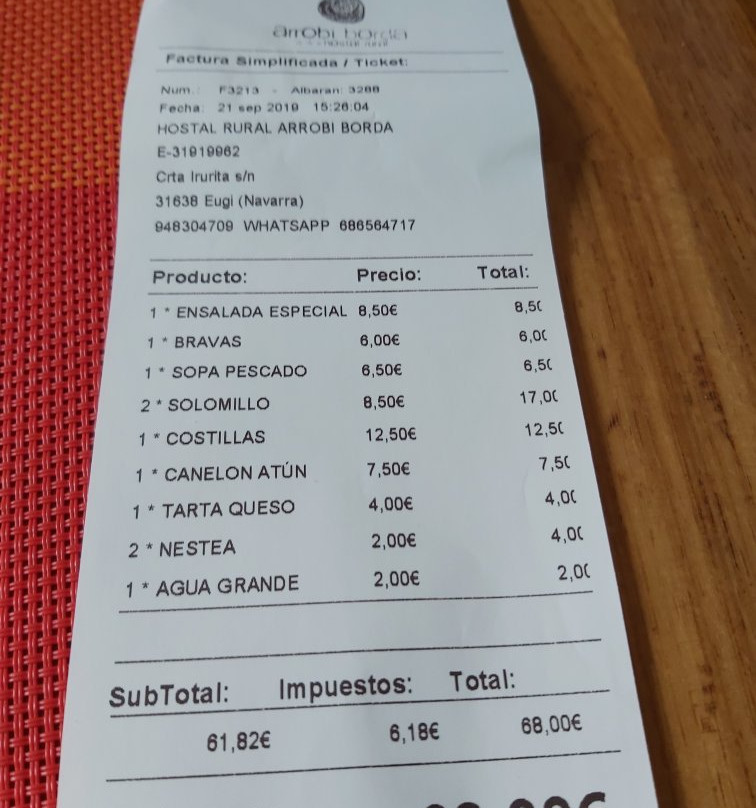 arrobi borda
HOSTAL RURAL
Factura Simplificada / Ticket:
Num.: F3213 - Albaran: 3288
Fecha: 21 sep 2019 15:26:04
HOSTAL RURAL ARROBI BORDA
E-31919962
Crta Irurita s/n
31638 Eugi (Navarra)
948304709 WHATSAPP 686564717
Producto: Precio: Total:
1 * ENSALADA ESPECIAL 8,50€ 8,50
1 * BRAVAS 6,00€ 6,00
1 * SOPA PESCADO 6,50€ 6,50
2 * SOLOMILLO 8,50€ 17,00
1 * COSTILLAS 12,50€ 12,50
1 * CANELON ATÚN 7,50€ 7,50
1 * TARTA QUESO 4,00€ 4,00
2 * NESTEA 2,00€ 4,00
1 * AGUA GRANDE 2,00€ 2,00
SubTotal: Impuestos: Total:
61,82€ 6,18€ 68,00€